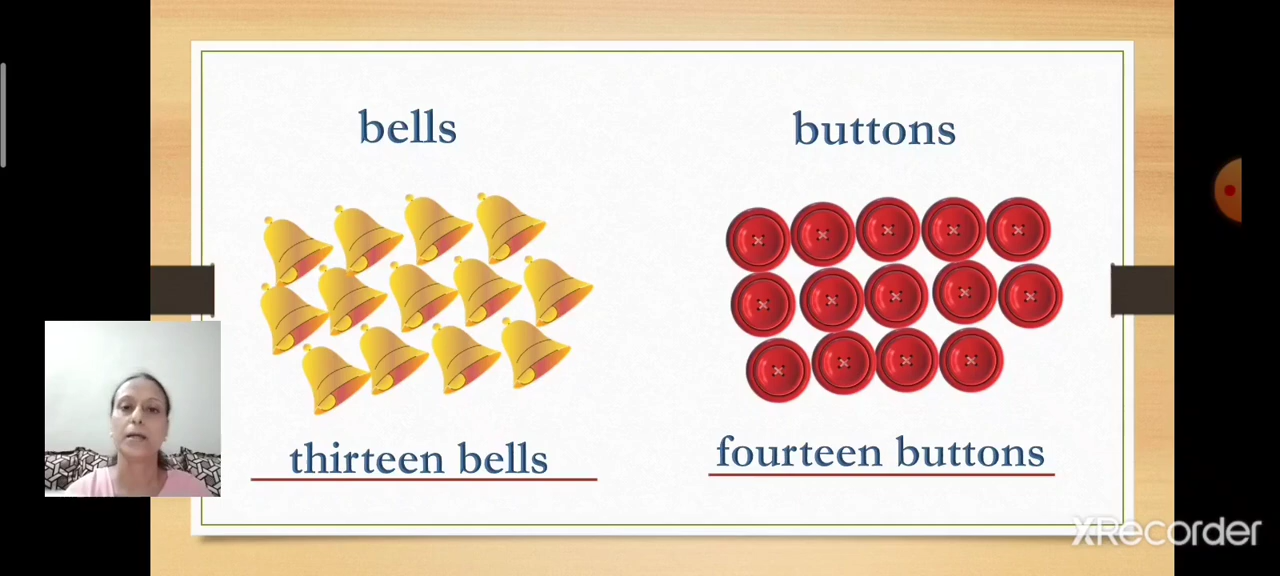 bells
buttons
thirteen bells
fourteen buttons
XRecorder